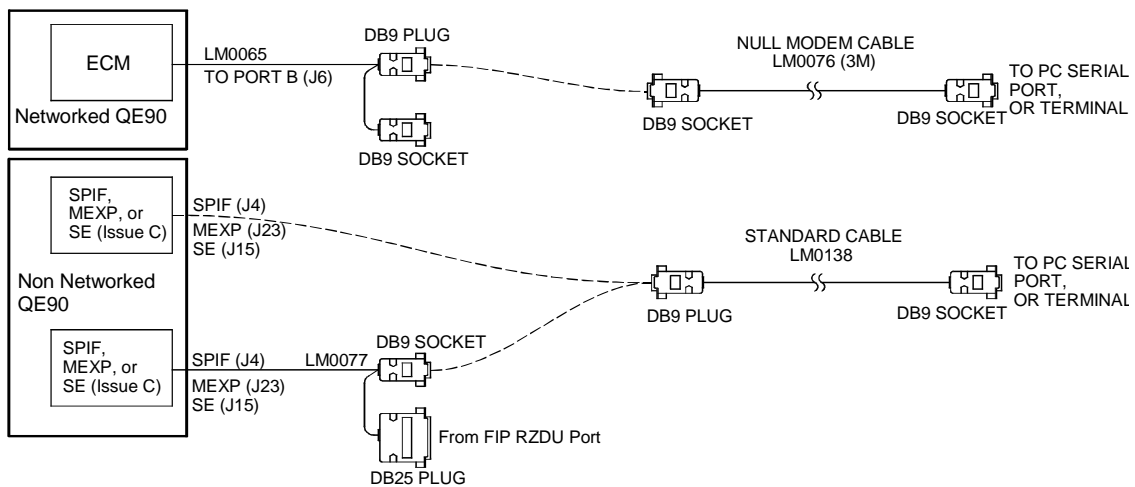 ECM
Networked QE90
LM0065
TO PORT B (J6)
DB9 PLUG
DB9 SOCKET
NULL MODEM CABLE
LM0076 (3M)
DB9 SOCKET
DB9 SOCKET
TO PC SERIAL
PORT,
OR TERMINAL
SPIF,
MEXP, or
SE (Issue C)
SPIF (J4)
MEXP (J23)
SE (J15)
Non Networked
QE90
STANDARD CABLE
LM0138
DB9 PLUG
DB9 SOCKET
TO PC SERIAL
PORT,
OR TERMINAL
SPIF,
MEXP, or
SE (Issue C)
SPIF (J4)
LM0077
MEXP (J23)
SE (J15)
DB9 SOCKET
From FIP RZDU Port
DB25 PLUG